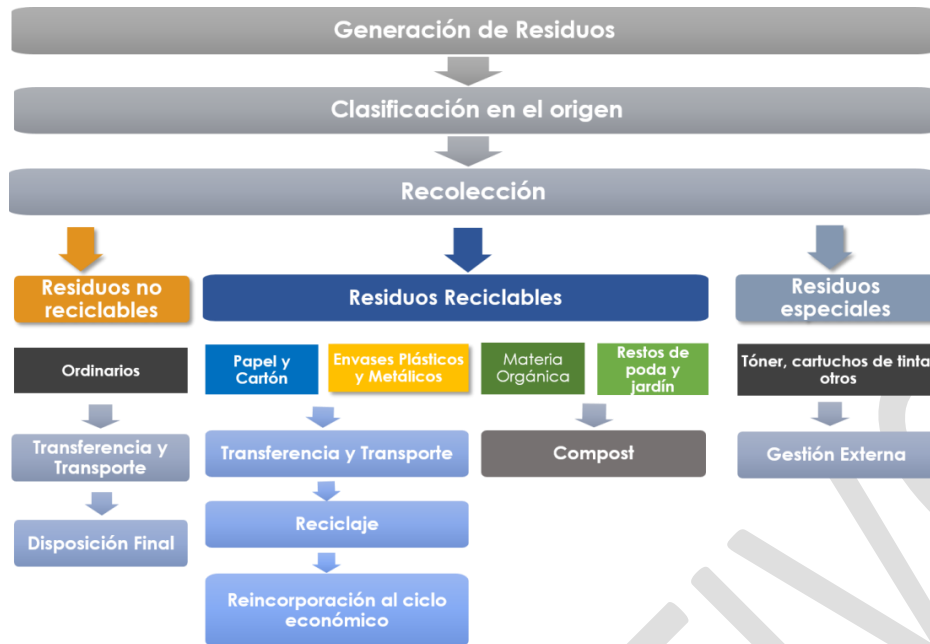 Generación de Residuos
Clasificación en el origen
Recolección
Residuos no
reciclables
Residuos Reciclables
Residuos
especiales
Ordinarios
Papel y
Cartón
Envases Plásticos
y Metálicos
Materia
Orgánica
Restos de
poda y
jardín
Tóner, cartuchos de tinta
otros
Transferencia y
Transporte
Transferencia y Transporte
Compost
Gestión Externa
Disposición Final
Reciclaje
Reincorporación al ciclo
económico